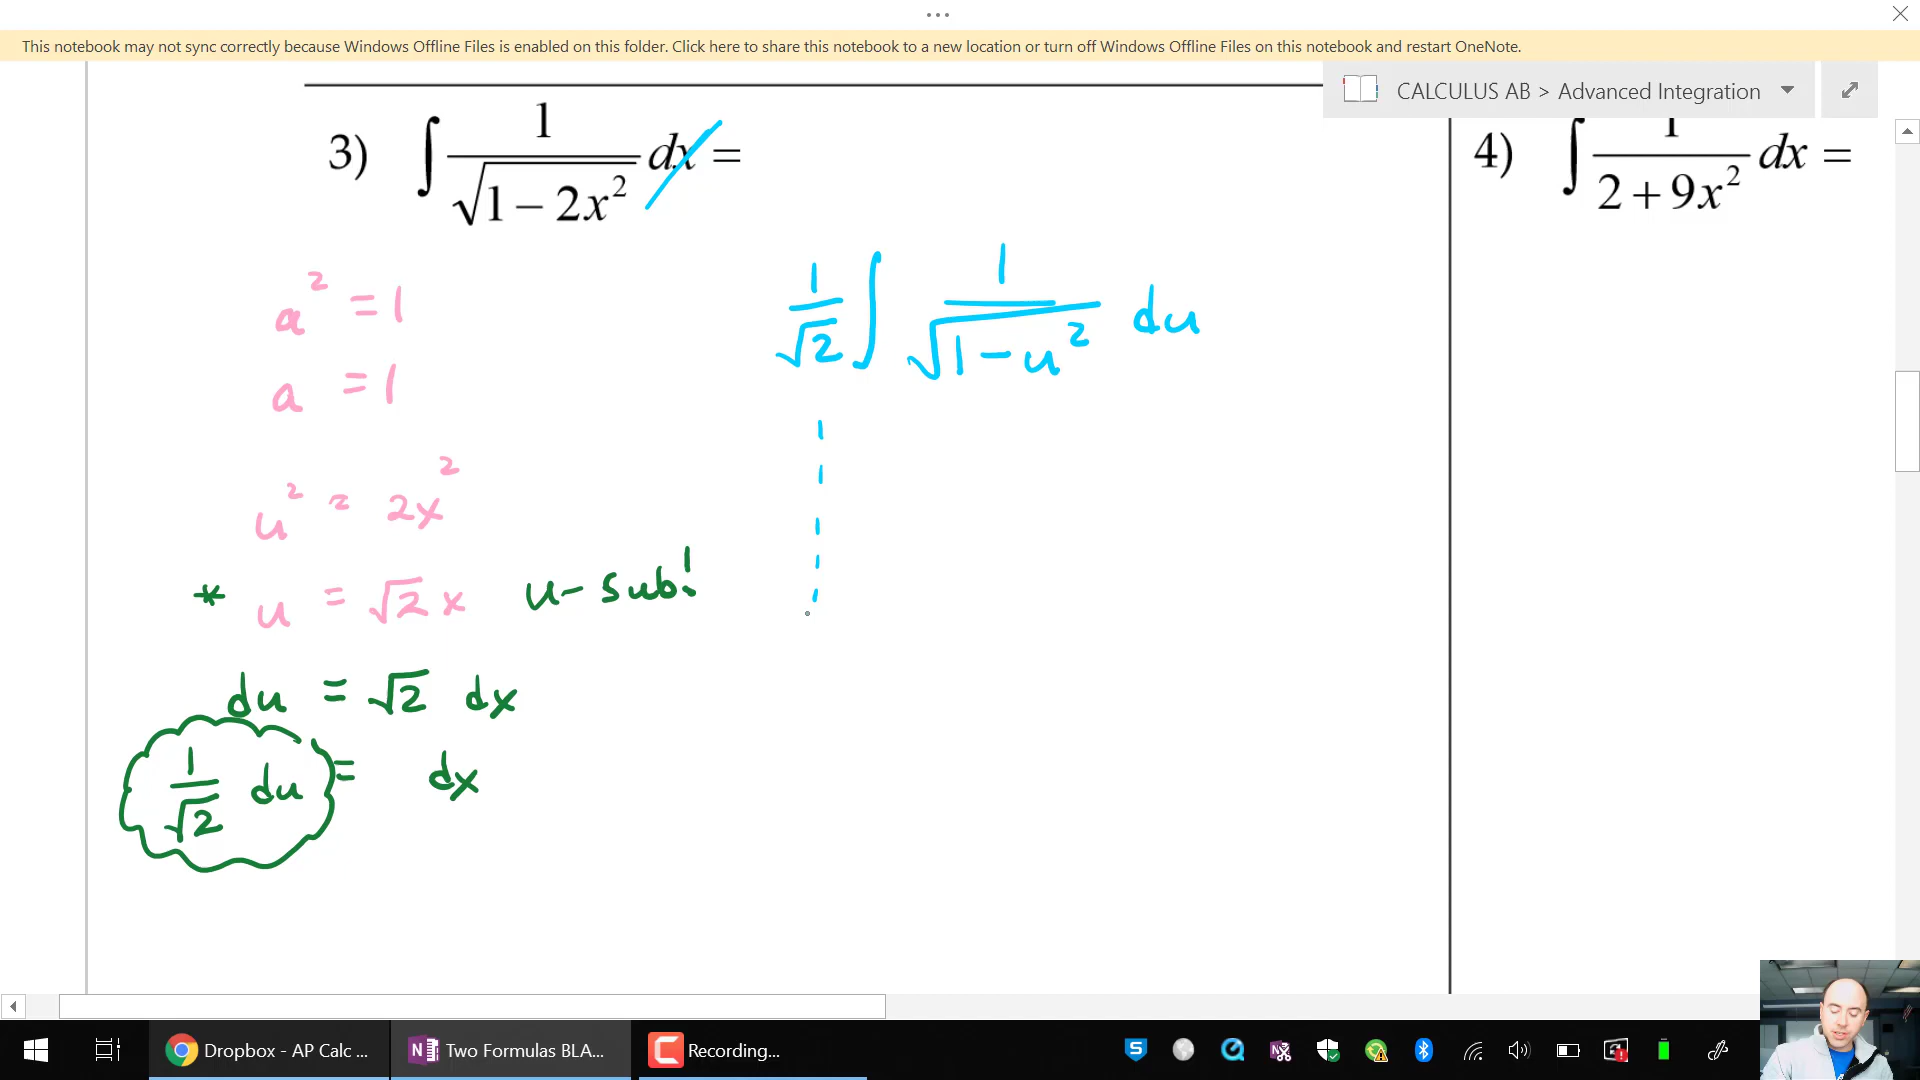 This notebook may not sync correctly because Windows Offline Files is enabled on this folder. Click here to share this notebook to a new location or turn off Windows Offline Files on this notebook and restart OneNote.
CALCULUS AB > Advanced Integration
3) ∫ 1/√(1 − 2x²) dx =
4) ∫ 1/(2 + 9x²) dx =
a² = 1
a = 1
u² = 2x²
* u = √2 x u-sub!
du = √2 dx
1/√2 du = dx
1/√2 ∫ 1/√(1 − u²) du
Dropbox - AP Calc ...
Two Formulas BLA...
Recording...